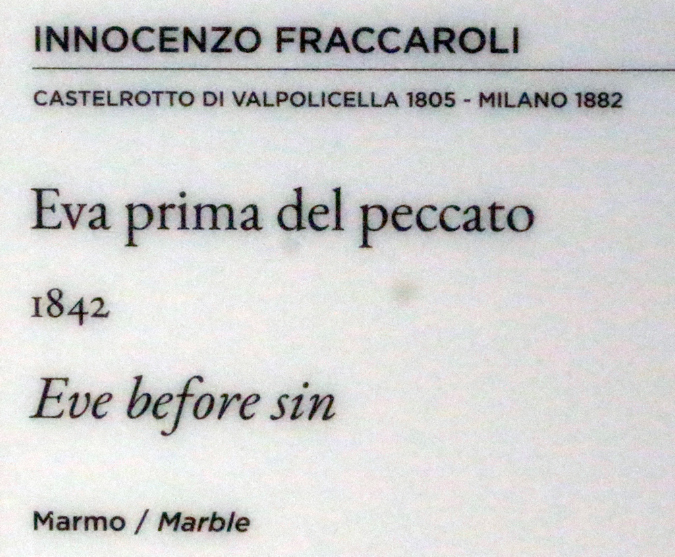 INNOCENZO FRACCAROLI
CASTELROTTO DI VALPOLICELLA 1805 - MILANO 1882
Eva prima del peccato
1842
Eve before sin
Marmo / Marble